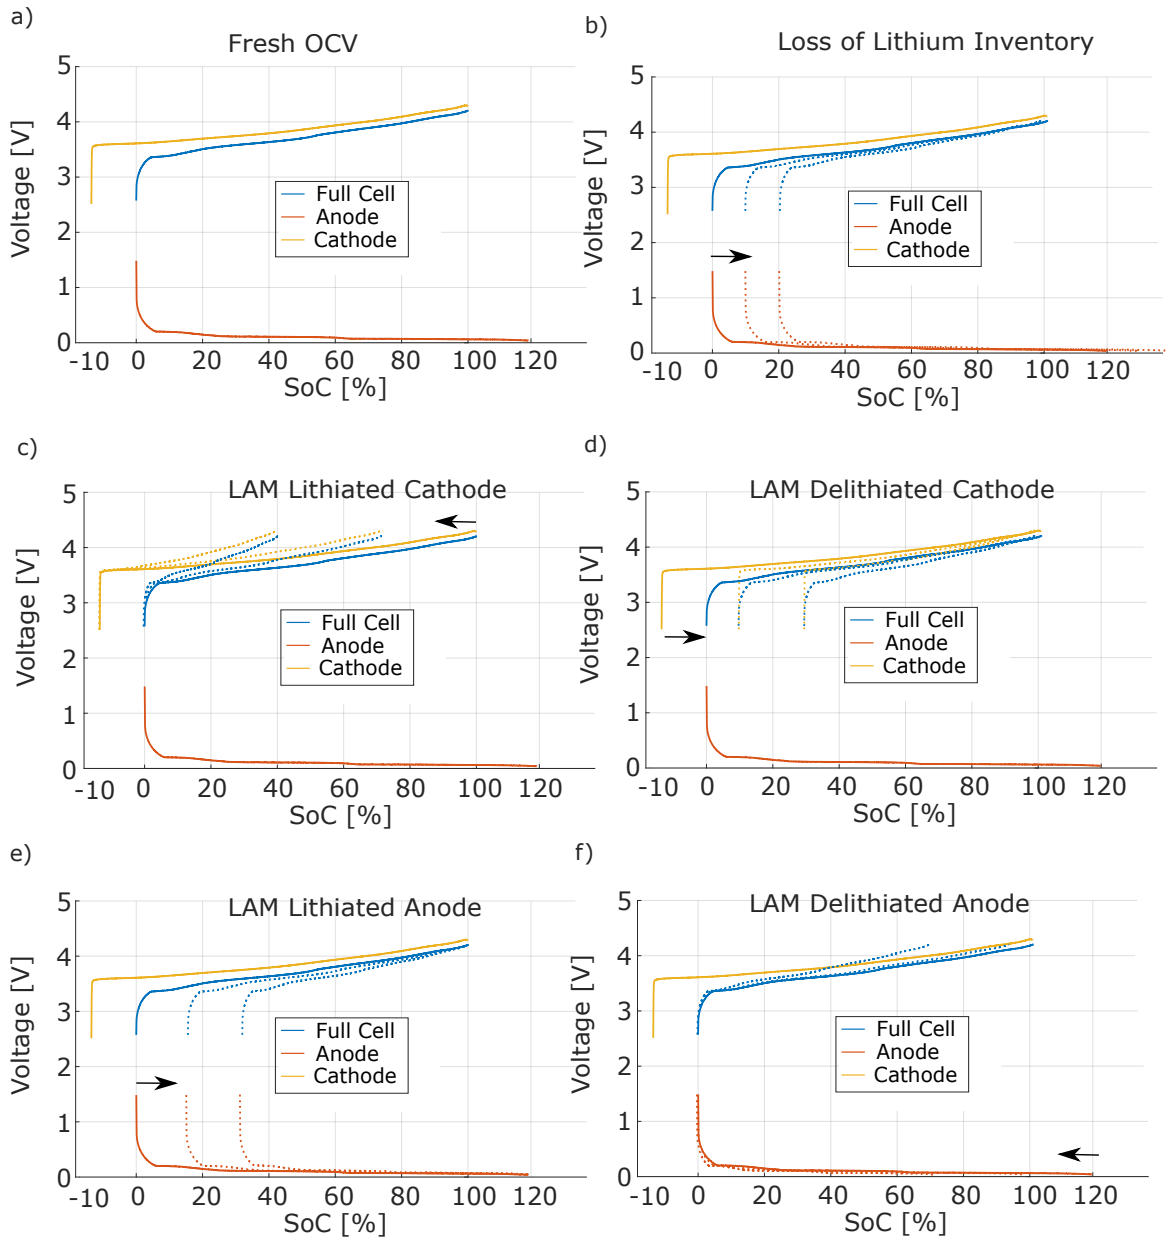 a)
Fresh OCV
5
4
3
2
1
0
Voltage [V]
Full Cell
Anode
Cathode
-10 0 20 40 60 80 100 120
SoC [%]
b)
Loss of Lithium Inventory
5
4
3
2
1
0
Voltage [V]
Full Cell
Anode
Cathode
-10 0 20 40 60 80 100 120
SoC [%]
c)
LAM Lithiated Cathode
5
4
3
2
1
0
Voltage [V]
Full Cell
Anode
Cathode
-10 0 20 40 60 80 100 120
SoC [%]
d)
LAM Delithiated Cathode
5
4
3
2
1
0
Voltage [V]
Full Cell
Anode
Cathode
-10 0 20 40 60 80 100 120
SoC [%]
e)
LAM Lithiated Anode
5
4
3
2
1
0
Voltage [V]
Full Cell
Anode
Cathode
-10 0 20 40 60 80 100 120
SoC [%]
f)
LAM Delithiated Anode
5
4
3
2
1
0
Voltage [V]
Full Cell
Anode
Cathode
-10 0 20 40 60 80 100 120
SoC [%]